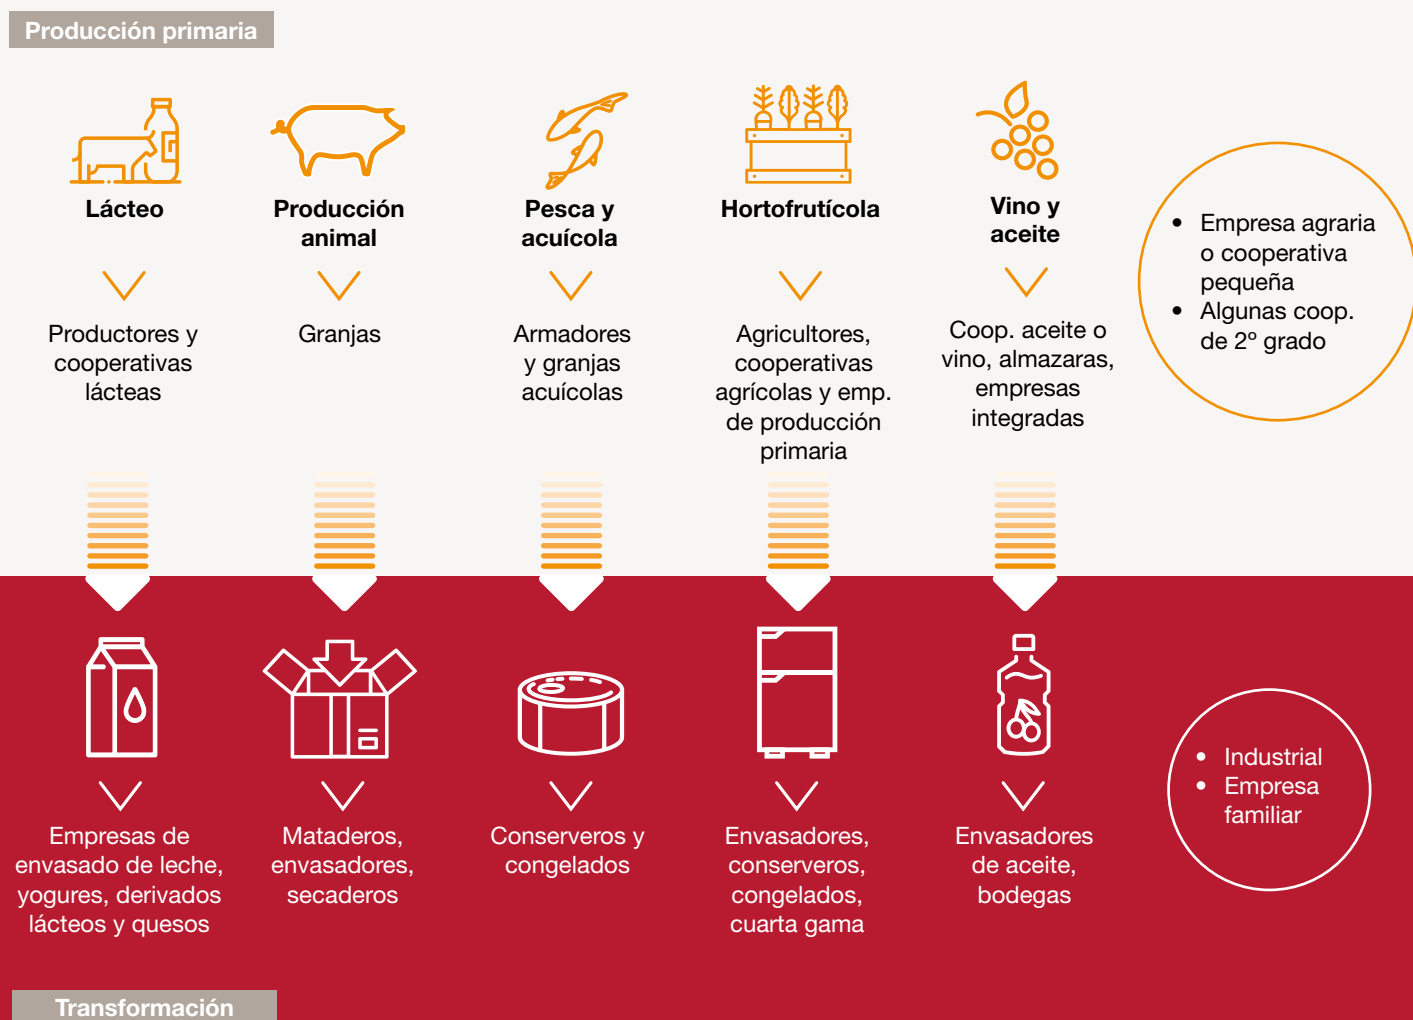 Producción primaria
Lácteo
Producción
animal
Pesca y
acuícola
Hortofrutícola
Vino y
aceite
Productores y
cooperativas
lácteas
Granjas
Armadores
y granjas
acuícolas
Agricultores,
cooperativas
agrícolas y emp.
de producción
primaria
Coop. aceite o
vino, almazaras,
empresas
integradas
• Empresa agraria
o cooperativa
pequeña
• Algunas coop.
de 2º grado
Empresas de
envasado de leche,
yogures, derivados
lácteos y quesos
Mataderos,
envasadores,
secaderos
Conserveros y
congelados
Envasadores,
conserveros,
congelados,
cuarta gama
Envasadores
de aceite,
bodegas
• Industrial
• Empresa
familiar
Transformación